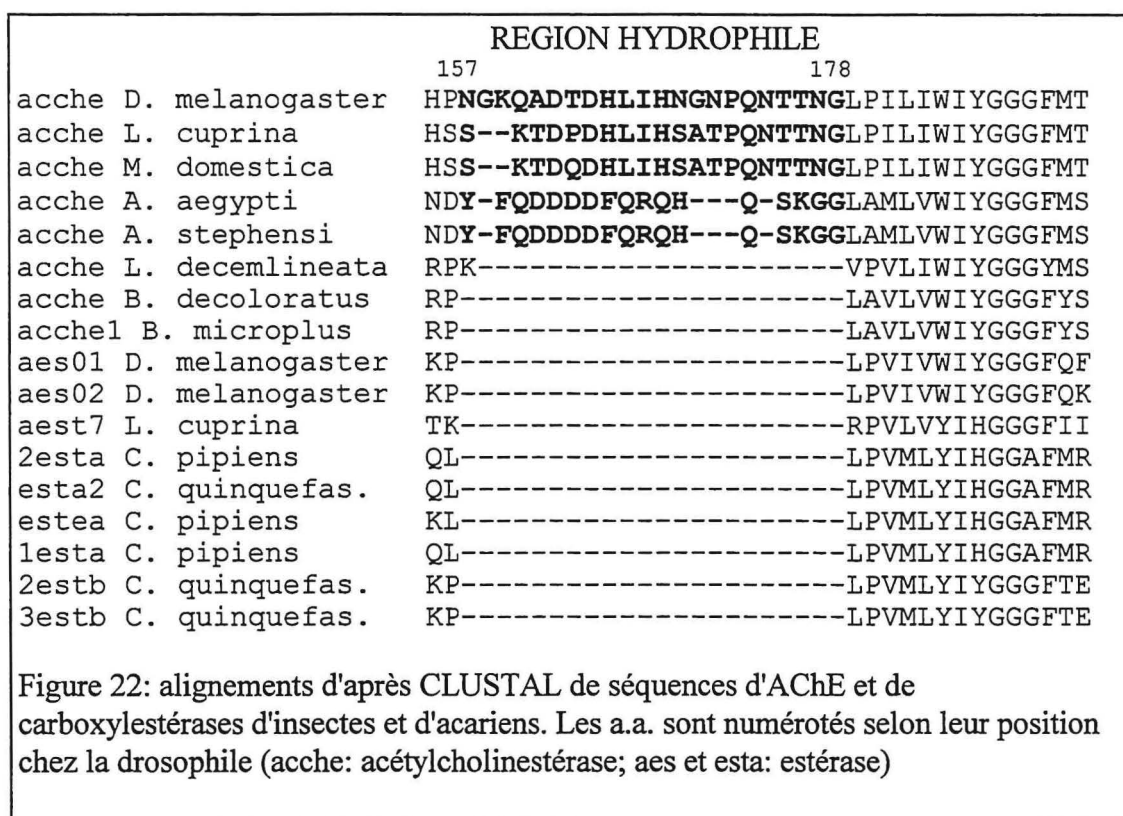 REGION HYDROPHILE
157 178
acche D. melanogaster HPNGKQADTDHLIHNGNPQNTTNGLPILIWIYGGGFMT
acche L. cuprina HSS--KTDPDHLIHSATPQNTTNGLPILIWIYGGGFMT
acche M. domestica HSS--KTDQDHLIHSATPQNTTNGLPILIWIYGGGFMT
acche A. aegypti NDY-FQDDDDFQRQH---Q-SKGGLAMLVWIYGGGFMS
acche A. stephensi NDY-FQDDDDFQRQH---Q-SKGGLAMLVWIYGGGFMS
acche L. decemlineata RPK---------------------VPVLIWIYGGGYMS
acche B. decoloratus RP----------------------LAVLVWIYGGGFYS
acche1 B. microplus RP----------------------LAVLVWIYGGGFYS
aes01 D. melanogaster KP----------------------LPVIVWIYGGGFQF
aes02 D. melanogaster KP----------------------LPVIVWIYGGGFQK
aest7 L. cuprina TK----------------------RPVLVYIHGGGFII
2esta C. pipiens QL----------------------LPVMLYIHGGAFMR
esta2 C. quinquefas. QL----------------------LPVMLYIHGGAFMR
estea C. pipiens KL----------------------LPVMLYIHGGAFMR
1esta C. pipiens QL----------------------LPVMLYIHGGAFMR
2estb C. quinquefas. KP----------------------LPVMLYIYGGGFTE
3estb C. quinquefas. KP----------------------LPVMLYIYGGGFTE
Figure 22: alignements d'après CLUSTAL de séquences d'AChE et de
carboxylestérases d'insectes et d'acarien. Les a.a. sont numérotés selon leur position
chez la drosophile (acche: acétylcholinestérase; aes et esta: estérase)